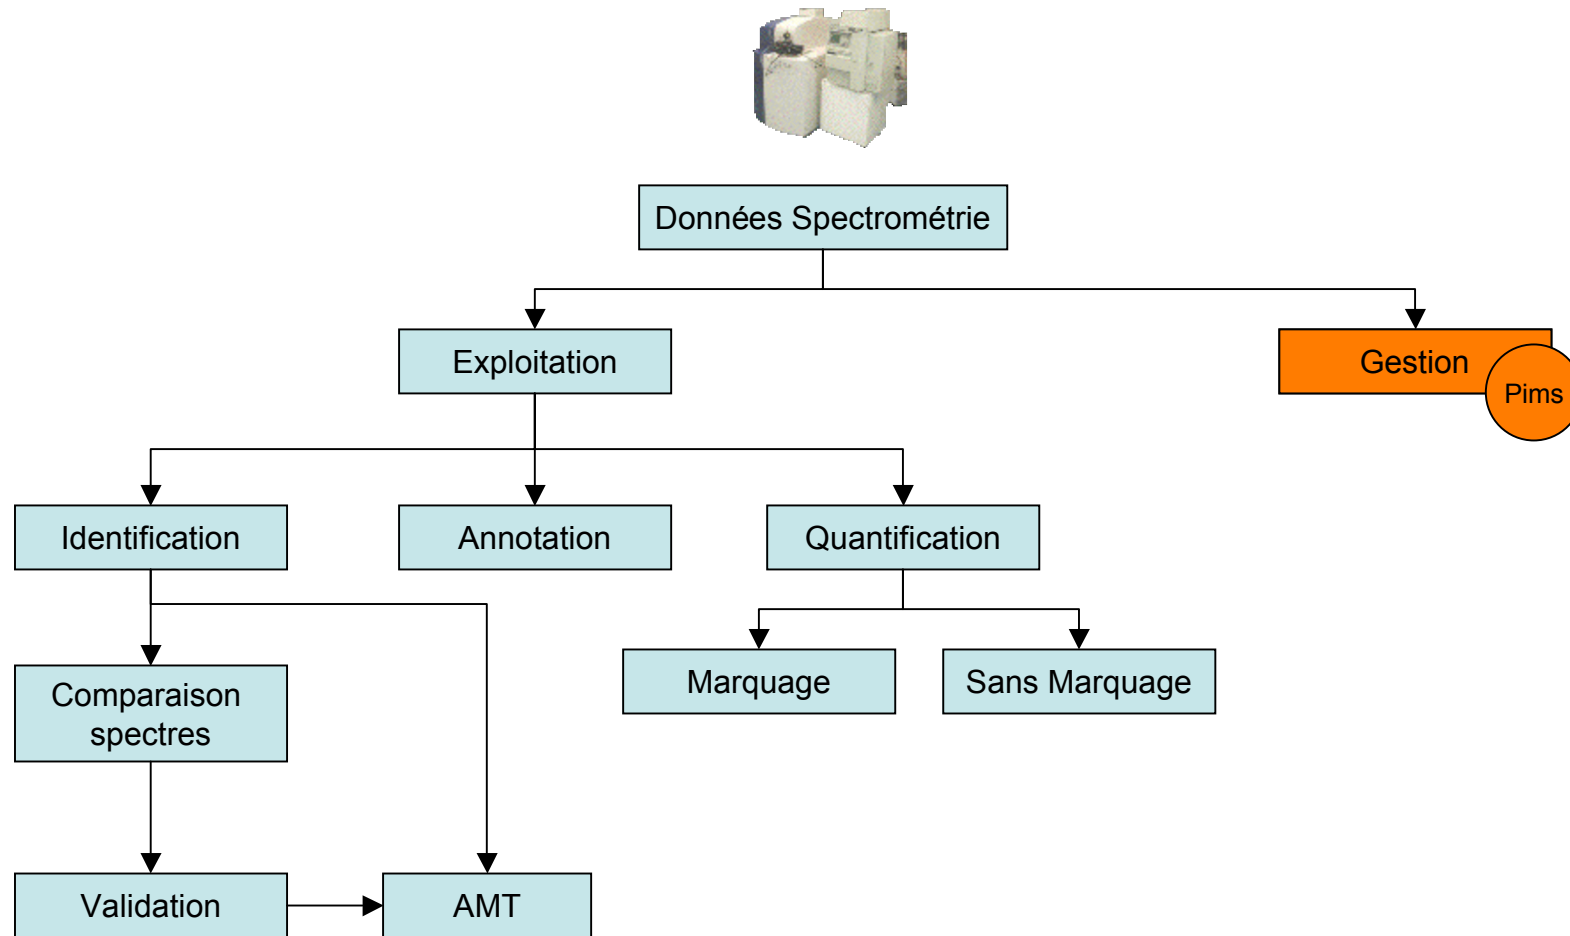 Données Spectrométrie
Exploitation
Gestion
Pims
Identification
Annotation
Quantification
Marquage
Sans Marquage
Comparaison
spectres
Validation
AMT